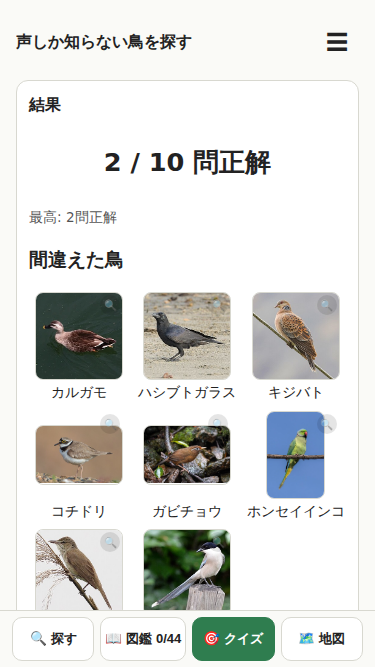 声しか知らない鳥を探す
結果
2 / 10 問正解
最高: 2問正解
間違えた鳥
カルガモ
ハシブトガラス
キジバト
コチドリ
ガビチョウ
ホンセイインコ
探す
図鑑 0/44
クイズ
地図